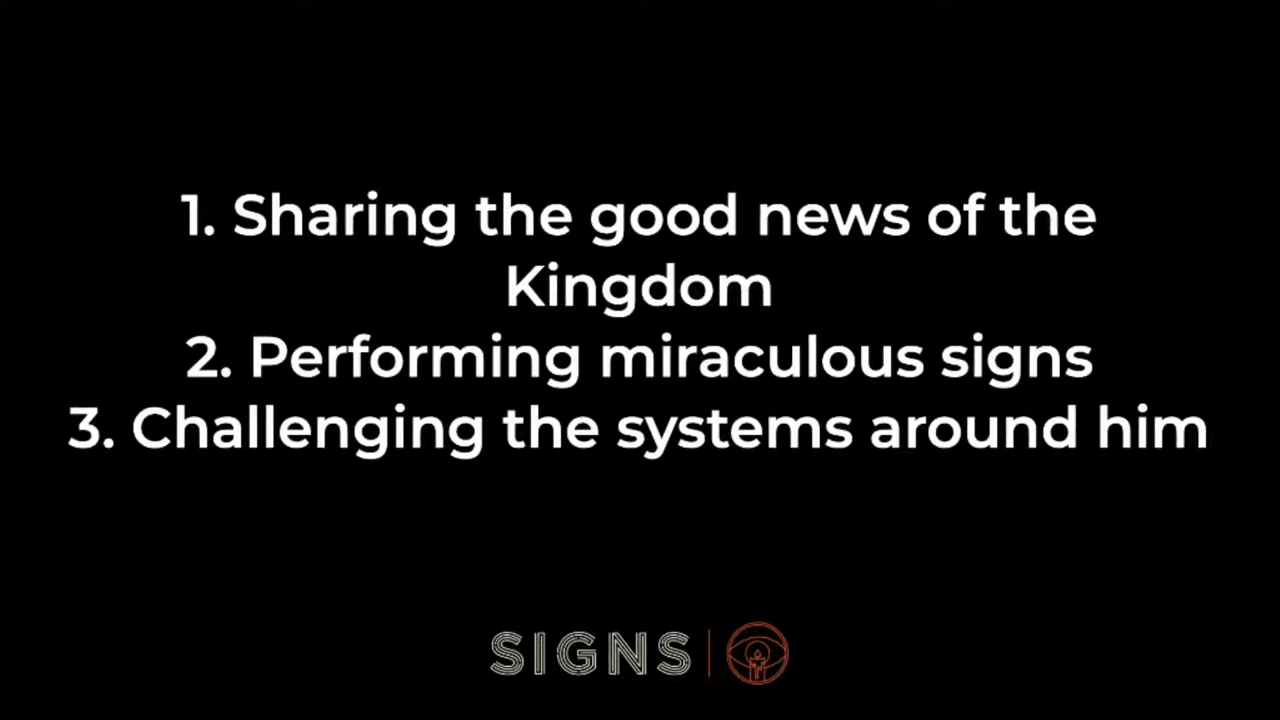 1. Sharing the good news of the
Kingdom
2. Performing miraculous signs
3. Challenging the systems around him
SIGNS